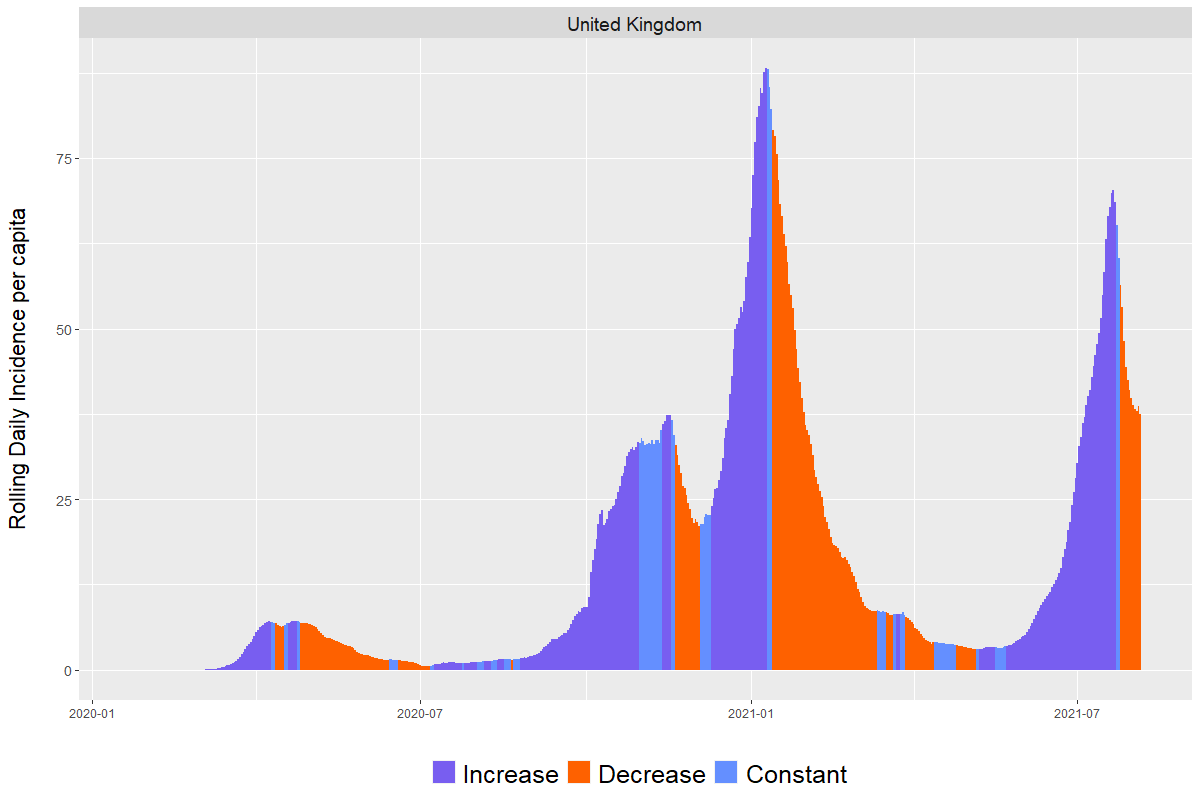 United Kingdom
Rolling Daily Incidence per capita
75
50
25
0
2020-01 2020-07 2021-01 2021-07
Increase Decrease Constant